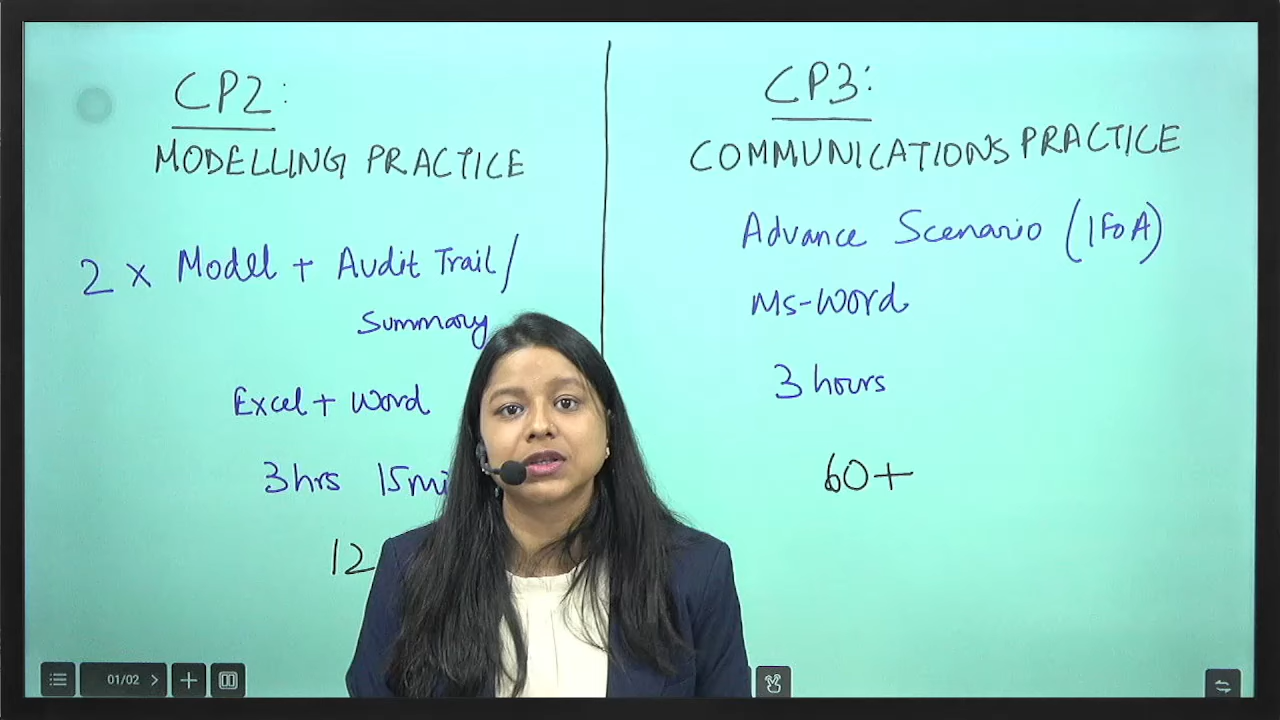 CP2:
MODELLING PRACTICE
2 x Model + Audit Trail/
Summary
Excel + Word
3hrs 15mi
12
CP3:
COMMUNICATIONS PRACTICE
Advance Scenario (IFoA)
Ms-Word
3 hours
60+
01/02